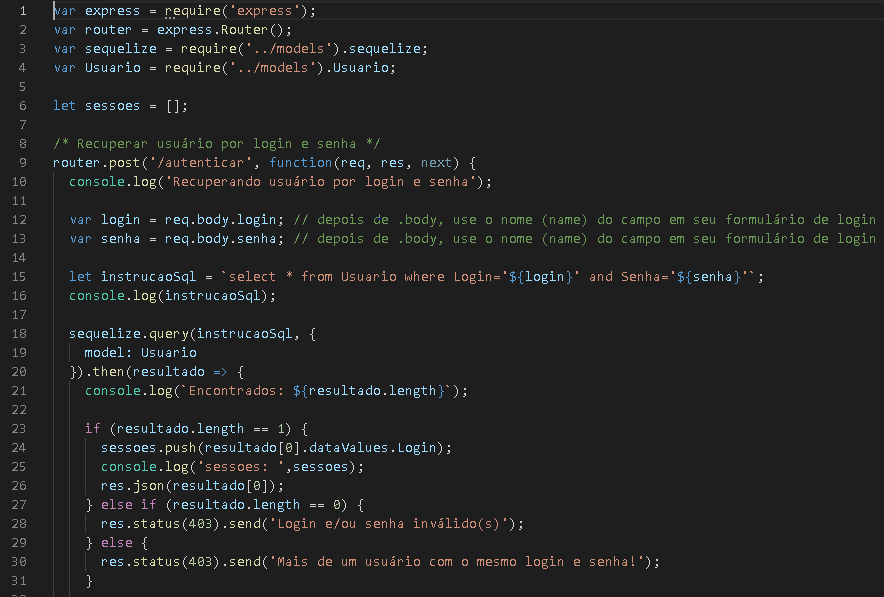 1 var express = require('express');
2 var router = express.Router();
3 var sequelize = require('../models').sequelize;
4 var Usuario = require('../models').Usuario;
5
6 let sessoes = [];
7
8 /* Recuperar usuário por login e senha */
9 router.post('/autenticar', function(req, res, next) {
10 console.log('Recuperando usuário por login e senha');
11
12 var login = req.body.login; // depois de .body, use o nome (name) do campo em seu formulário de login
13 var senha = req.body.senha; // depois de .body, use o nome (name) do campo em seu formulário de login
14
15 let instrucaoSql = `select * from Usuario where Login='${login}' and Senha='${senha}'`;
16 console.log(instrucaoSql);
17
18 sequelize.query(instrucaoSql, {
19 model: Usuario
20 }).then(resultado => {
21 console.log(`Encontrados: ${resultado.length}`);
22
23 if (resultado.length == 1) {
24 sessoes.push(resultado[0].dataValues.Login);
25 console.log('sessoes: ',sessoes);
26 res.json(resultado[0]);
27 } else if (resultado.length == 0) {
28 res.status(403).send('Login e/ou senha inválido(s)');
29 } else {
30 res.status(403).send('Mais de um usuário com o mesmo login e senha!');
31 }